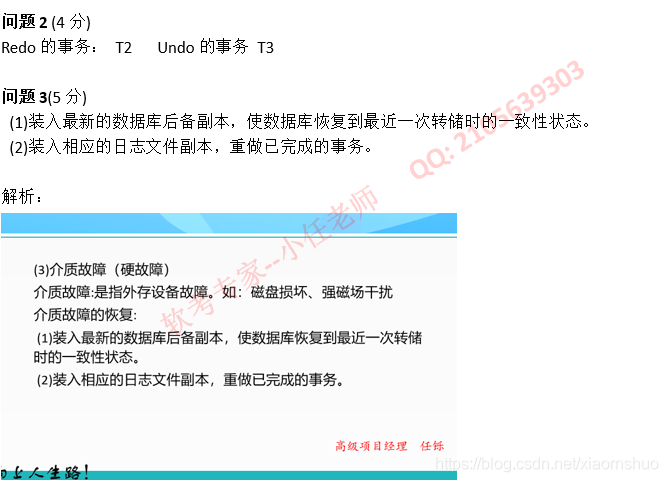 问题 2 (4 分)
Redo 的事务： T2 Undo 的事务 T3
问题 3(5 分)
(1)装入最新的数据库后备副本，使数据库恢复到最近一次转储时的一致性状态。
(2)装入相应的日志文件副本，重做已完成的事务。
解析：
(3)介质故障（硬故障）
介质故障:是指外存设备故障。如：磁盘损坏、强磁场干扰
介质故障的恢复:
(1)装入最新的数据库后备副本，使数据库恢复到最近一次转储
时的一致性状态。
(2)装入相应的日志文件副本，重做已完成的事务。
高级项目经理 任铄
上人生路!
软考专家--小任老师 QQ: 2105639303
https://blog.csdn.net/xiaomshuo